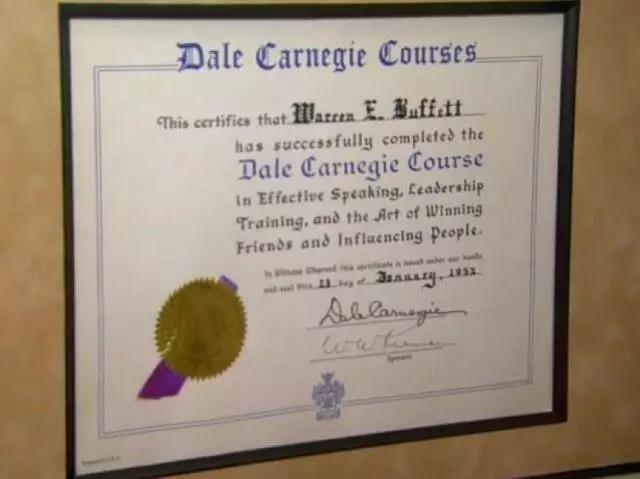 Dale Carnegie Courses
This certifies that Warren E. Buffett
has successfully completed the
Dale Carnegie Course
in Effective Speaking, Leadership
Training, and the Art of Winning
Friends and Influencing People.
In Witness Whereof, this certificate is issued under our hands
and seal this 13 day of January, 1952
Dale Carnegie
Sponsor